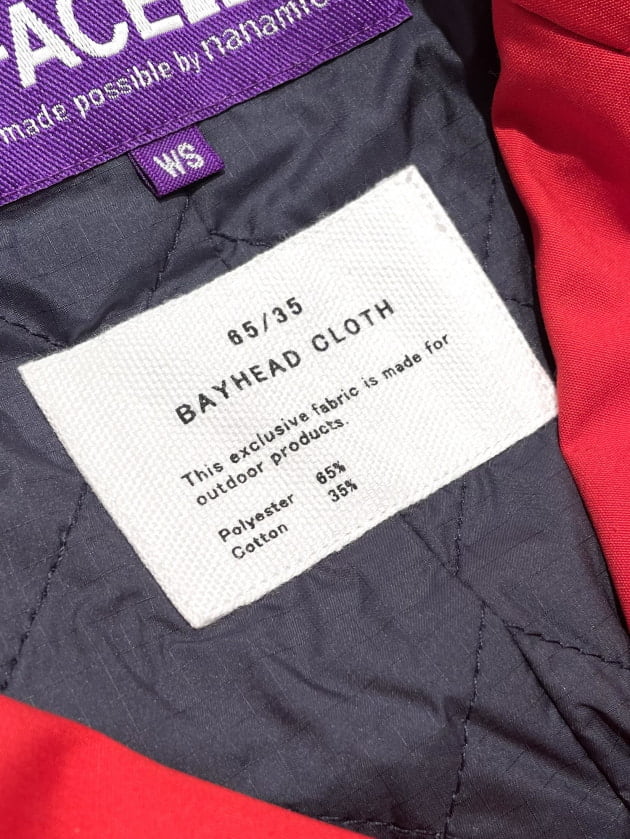 FACE
made possible by nanamic
WS
65/35
BAYHEAD CLOTH
This exclusive fabric is made for
outdoor products.
Polyester 65%
Cotton 35%